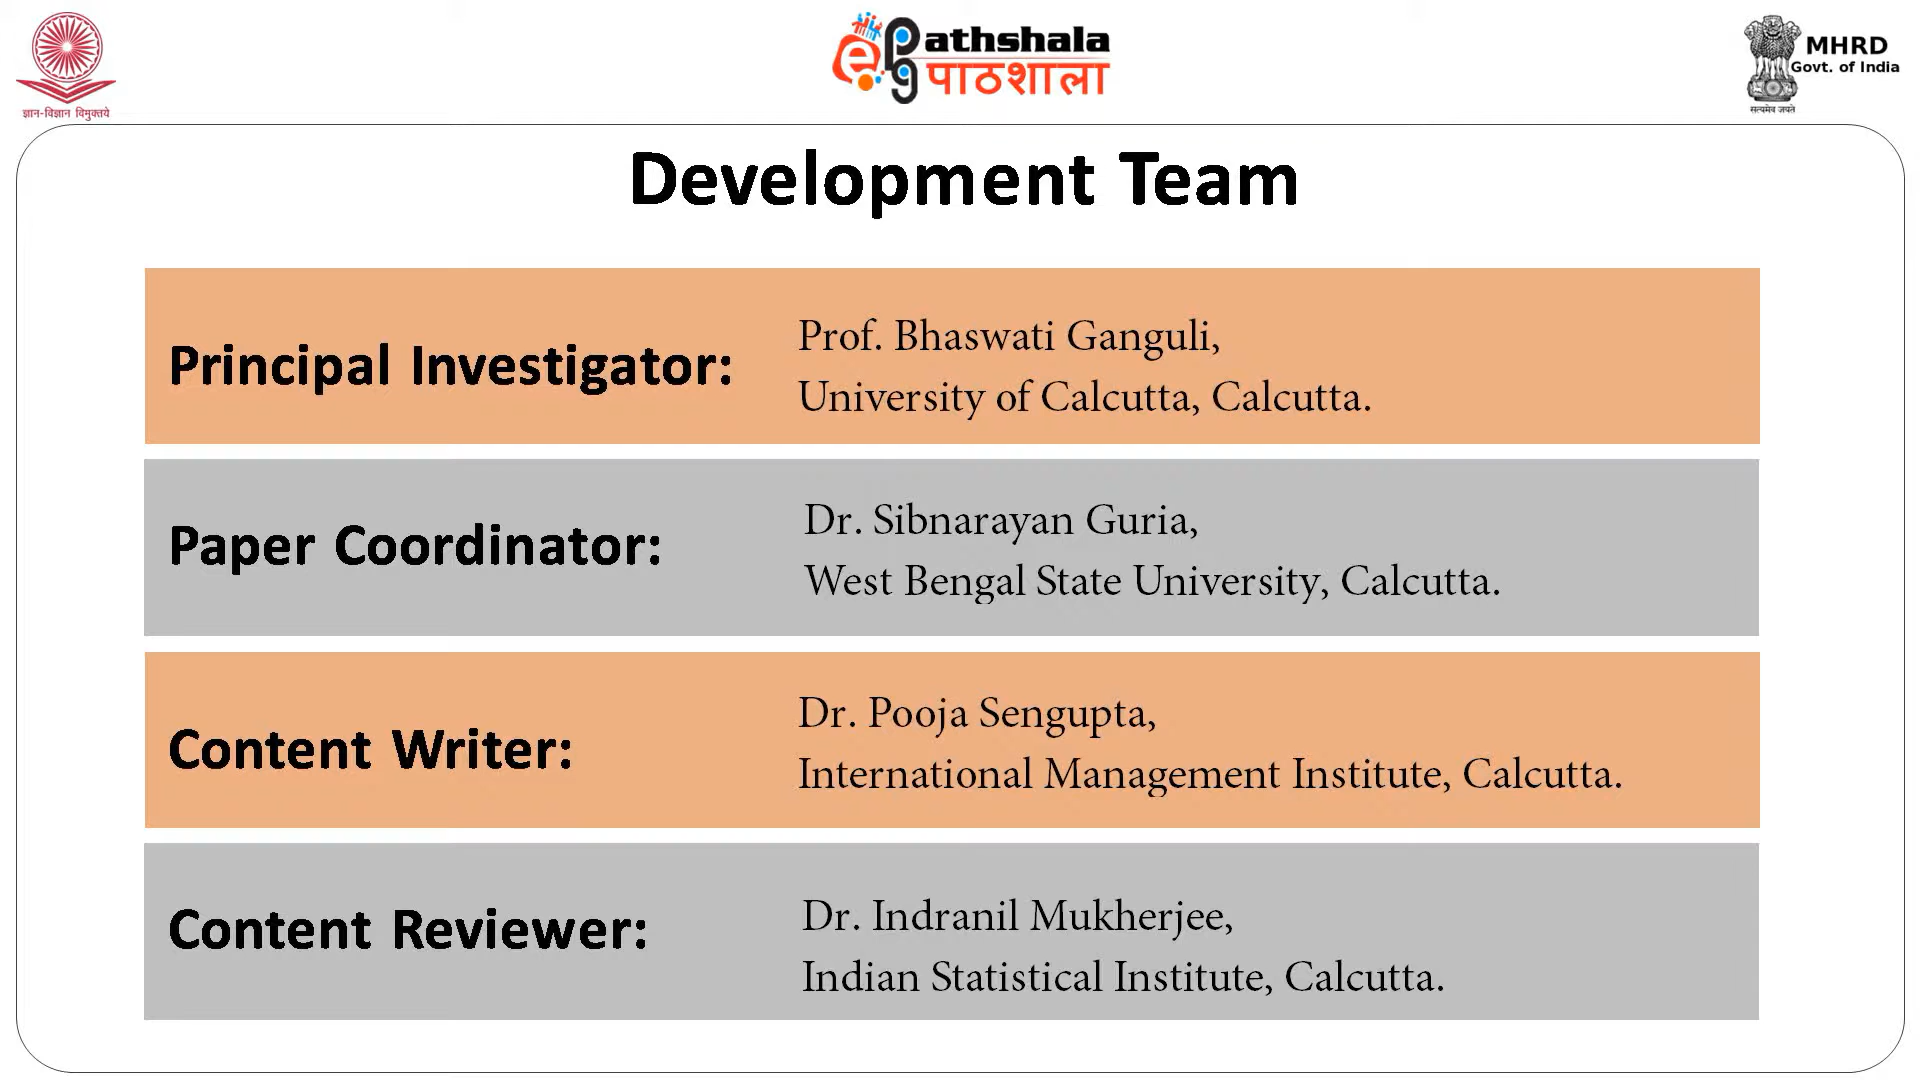 ज्ञान-विज्ञान विमुक्तये
e PG Pathshala
पाठशाला
MHRD
Govt. of India
सत्यमेव जयते
Development Team
Principal Investigator:
Prof. Bhaswati Ganguli,
University of Calcutta, Calcutta.
Paper Coordinator:
Dr. Sibnarayan Guria,
West Bengal State University, Calcutta.
Content Writer:
Dr. Pooja Sengupta,
International Management Institute, Calcutta.
Content Reviewer:
Dr. Indranil Mukherjee,
Indian Statistical Institute, Calcutta.